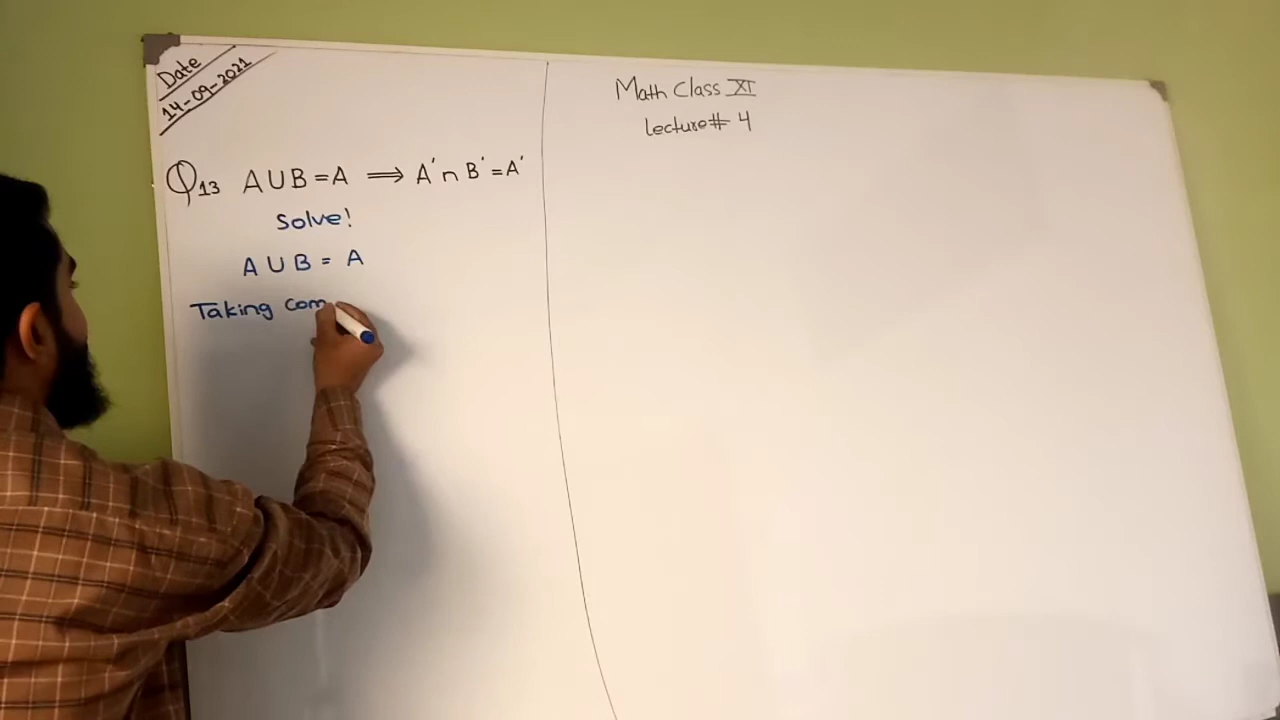 Date
14-09-2021
Math Class XI
Lecture# 4
Q13 A∪B=A ⟹ A′∩B′=A′
Solve!
A∪B = A
Taking com